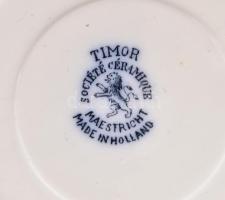 TIMOR
SOCIÉTÉ CÉRAMIQUE
MAESTRICHT
MADE IN HOLLAND